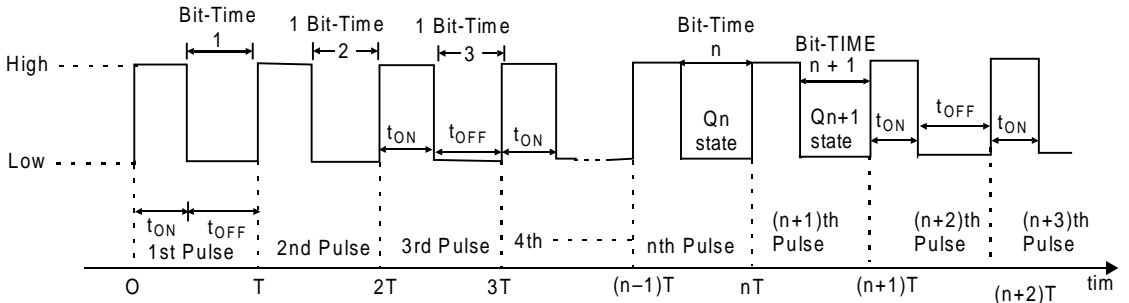 Bit-Time
1
1 Bit-Time
2
1 Bit-Time
3
Bit-Time
n
Bit-TIME
n + 1
High
tON
tOFF
tON
Qn
state
Qn+1
state
tON
tOFF
tON
Low
tON
tOFF
1st Pulse
2nd Pulse
3rd Pulse
4th
nth Pulse
(n+1)th
Pulse
(n+2)th
Pulse
(n+3)th
Pulse
O
T
2T
3T
(n–1)T
nT
(n+1)T
(n+2)T
tim